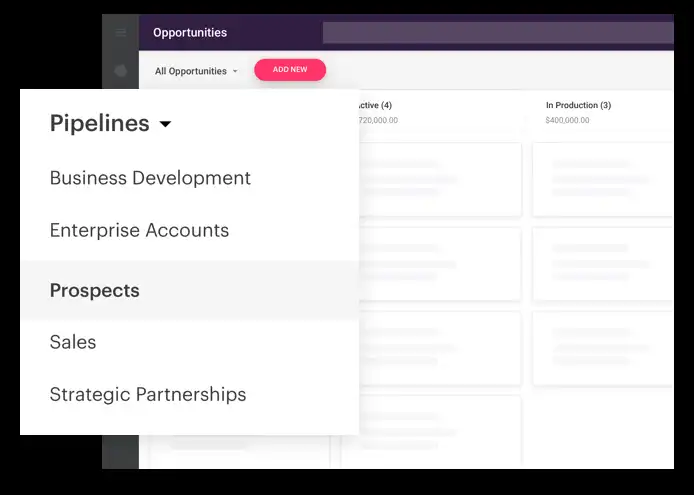 Opportunities
All Opportunities
ADD NEW
Pipelines
Business Development
Enterprise Accounts
Prospects
Sales
Strategic Partnerships
(4)
720,000.00
In Production (3)
$400,000.00